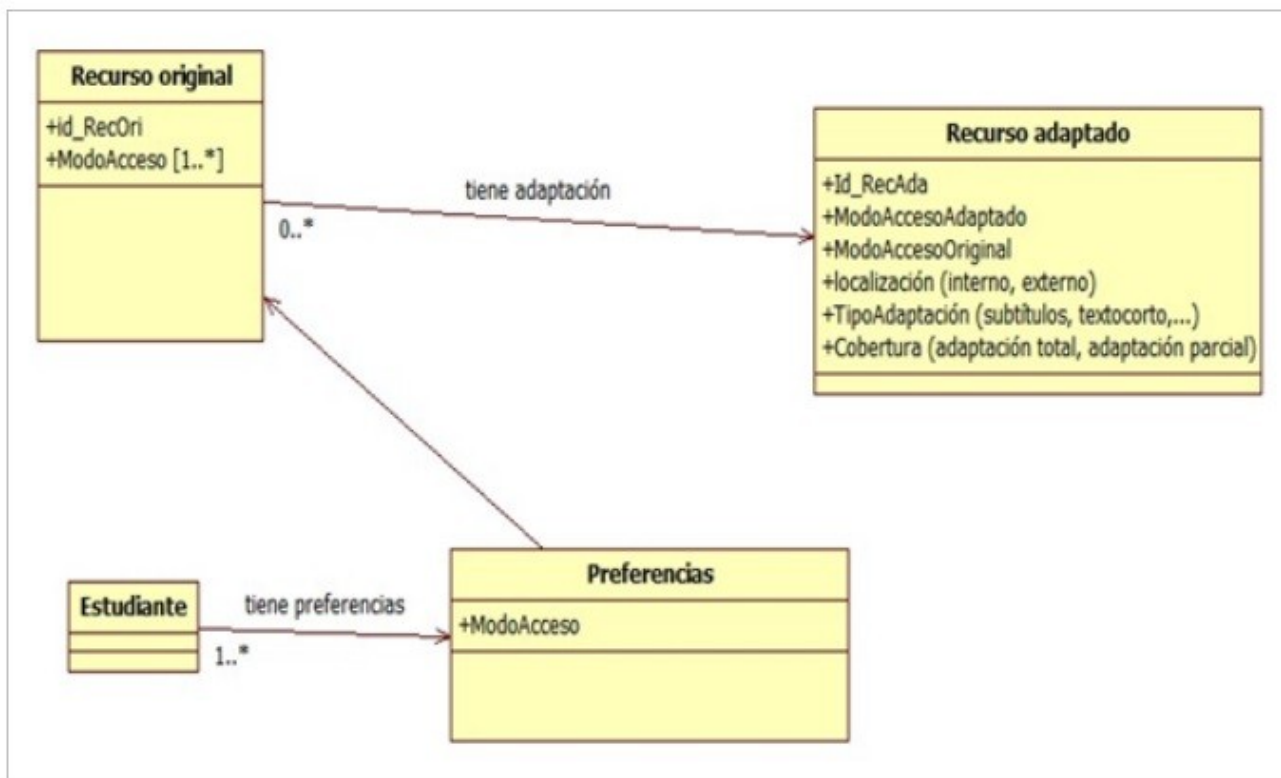 Recurso original
+id_RecOri
+ModoAcceso [1..*]
tiene adaptación
0..*
Recurso adaptado
+Id_RecAda
+ModoAccesoAdaptado
+ModoAccesoOriginal
+localización (interno, externo)
+TipoAdaptación (subtítulos, textocorto,...)
+Cobertura (adaptación total, adaptación parcial)
Estudiante
tiene preferencias
1..*
Preferencias
+ModoAcceso